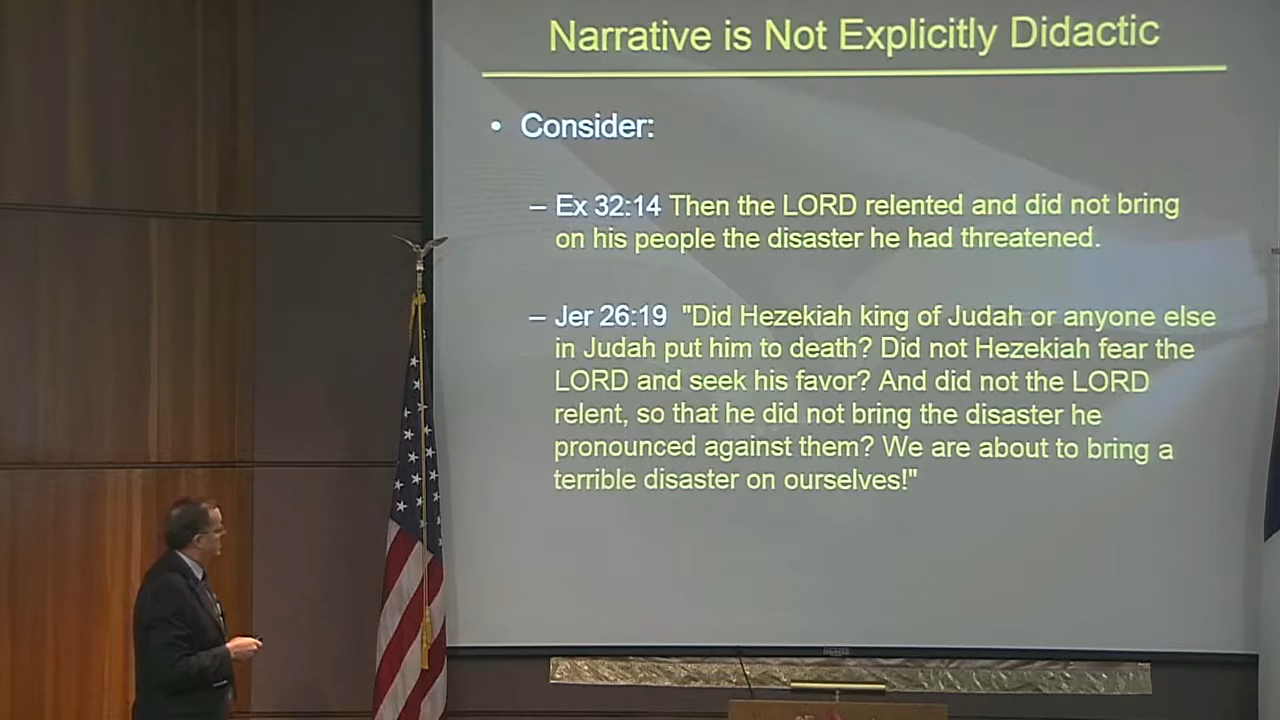 Narrative is Not Explicitly Didactic
• Consider:
– Ex 32:14 Then the LORD relented and did not bring
on his people the disaster he had threatened.
– Jer 26:19 "Did Hezekiah king of Judah or anyone else
in Judah put him to death? Did not Hezekiah fear the
LORD and seek his favor? And did not the LORD
relent, so that he did not bring the disaster he
pronounced against them? We are about to bring a
terrible disaster on ourselves!"